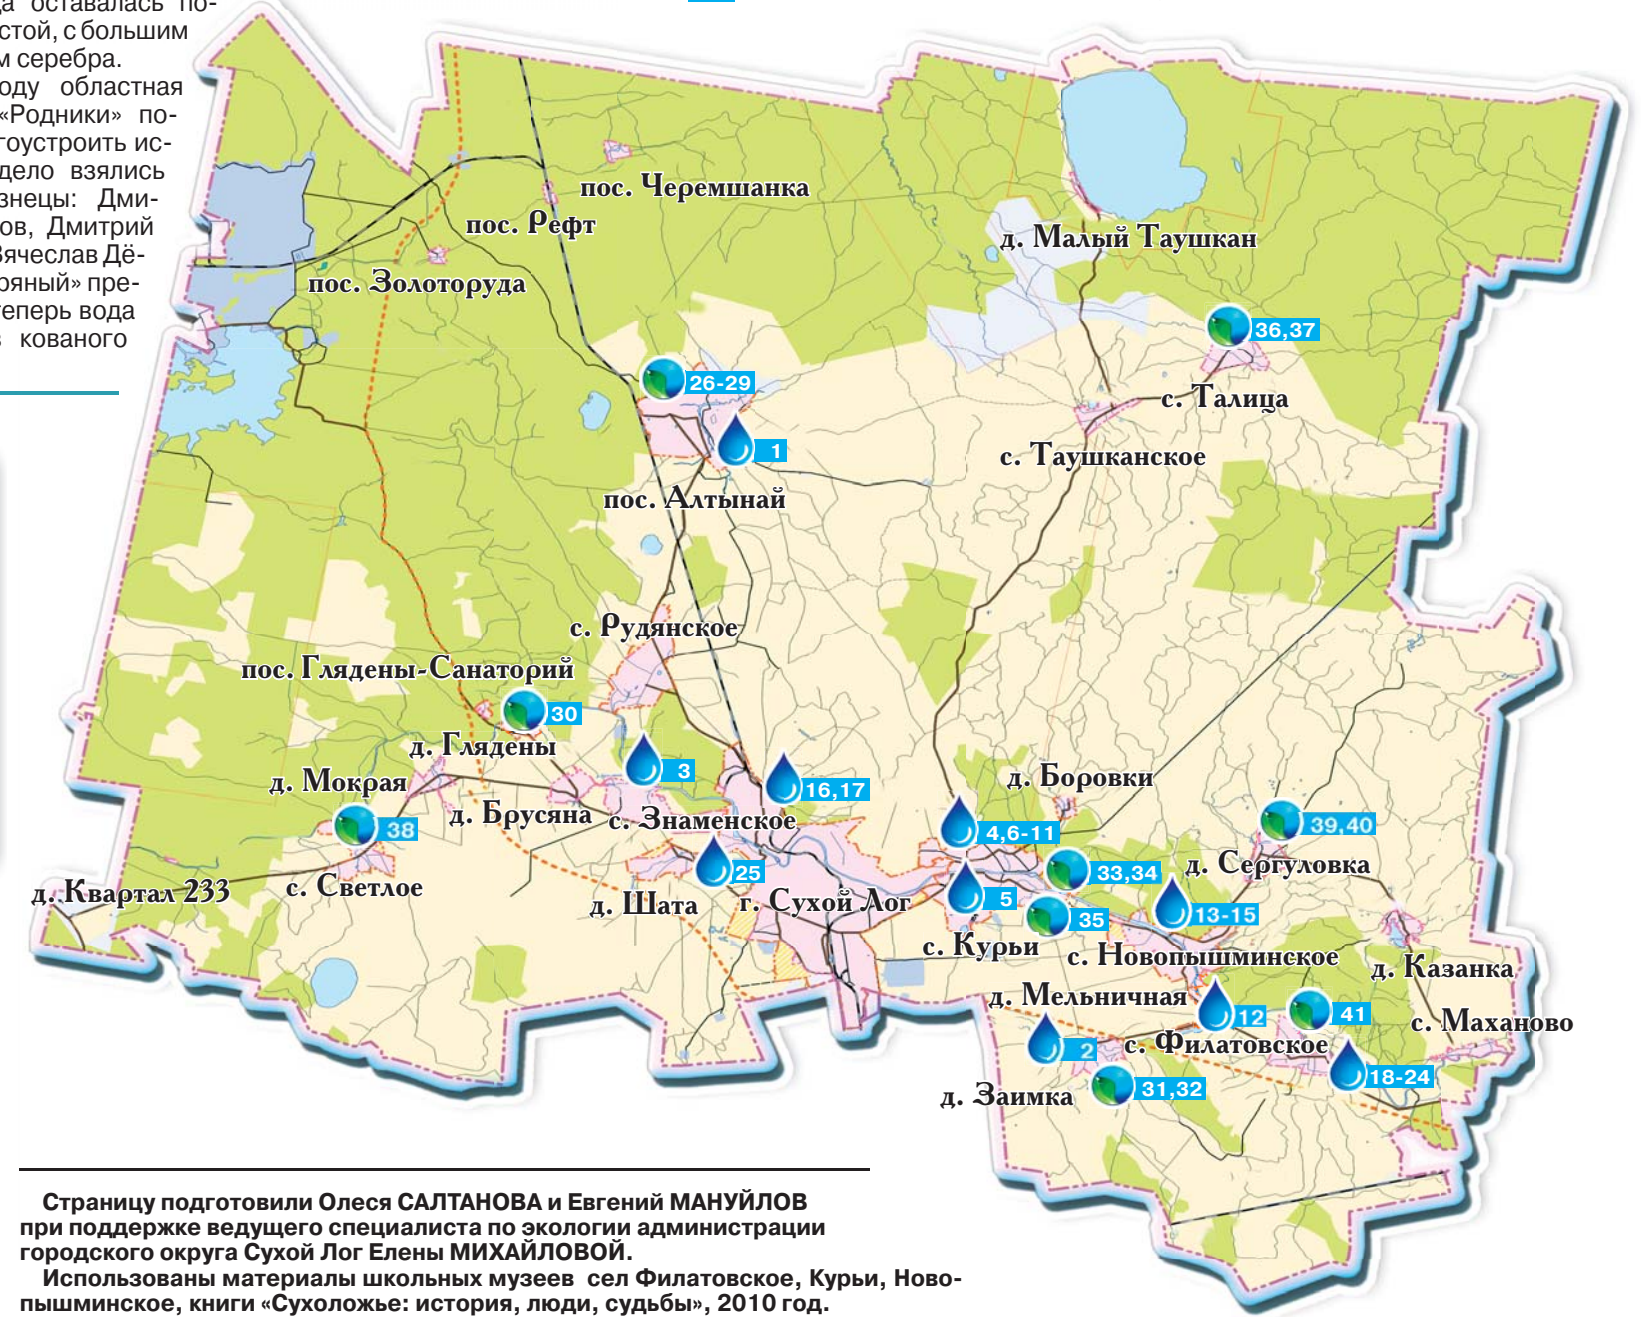 да оставалась по-
стой, с большим
м серебра.
оду областная
«Родники» по-
гоустроить ис-
дело взялись
знецы: Дми-
ов, Дмитрий
Вячеслав Дё-
ряный» пре-
теперь вода
кованого
пос. Черемшанка
пос. Рефт
д. Малый Таушкан
пос. Золоторуда
36,37
26-29
с. Талица
1
с. Таушканское
пос. Алтынай
с. Рудянское
пос. Глядены-Санаторий
30
д. Глядены
3
д. Мокрая
16,17
д. Боровки
д. Брусяна
с. Знаменское
38
4,6-11
39,40
25
33,34
д. Сергуловка
д. Квартал 233
с. Светлое
д. Шата
г. Сухой Лог
5
35
13-15
с. Курьи
с. Новопышминское
д. Казанка
д. Мельничная
12
41
с. Маханово
2
с. Филатовское
18-24
д. Заимка
31,32
Страницу подготовили Олеся САЛТАНОВА и Евгений МАНУЙЛОВ
при поддержке ведущего специалиста по экологии администрации
городского округа Сухой Лог Елены МИХАЙЛОВОЙ.
Использованы материалы школьных музеев сел Филатовское, Курьи, Ново-
пышминское, книги «Сухоложье: история, люди, судьбы», 2010 год.